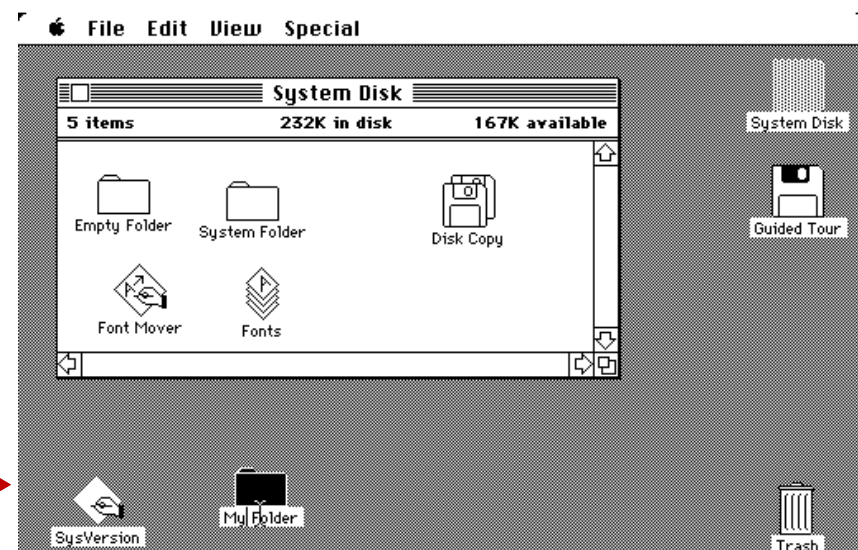 File Edit View Special
System Disk
5 items 232K in disk 167K available
Empty Folder
System Folder
Disk Copy
Font Mover
Fonts
System Disk
Guided Tour
SysVersion
My Folder
Trash